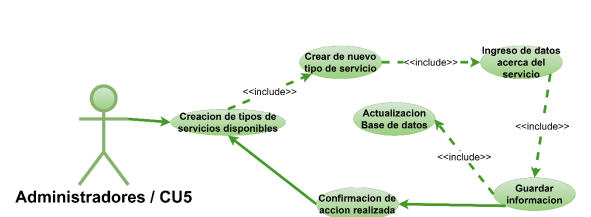 Crear de nuevo
tipo de servicio
<<include>>
Ingreso de datos
acerca del
servicio
<<include>>
Creacion de tipos de
servicios disponibles
Actualizacion
Base de datos
<<include>>
<<include>>
Administradores / CU5
Confirmacion de
accion realizada
Guardar
informacion